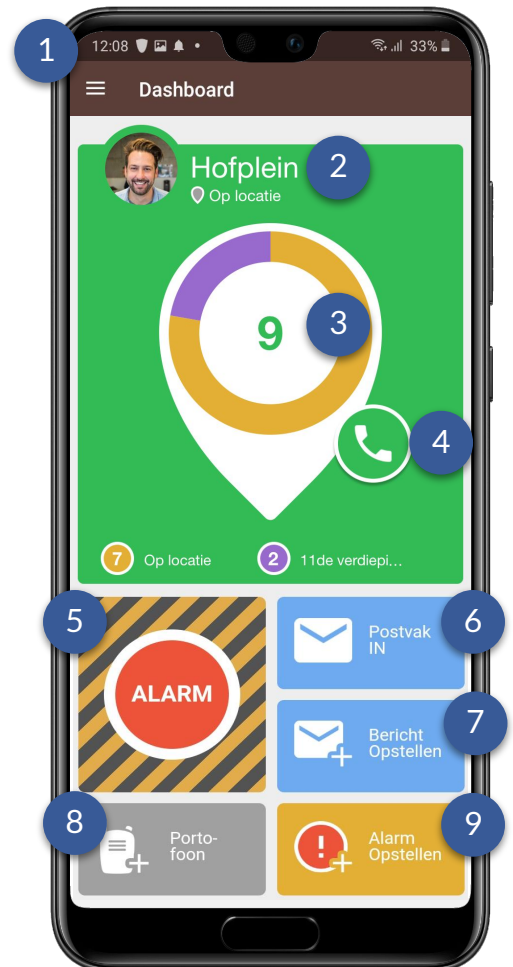 1
12:08
33%
Dashboard
Hofplein
2
Op locatie
9
3
4
7 Op locatie
2 11de verdiepi...
5
ALARM
Postvak
IN
6
Bericht
Opstellen
7
8
Porto-
foon
Alarm
Opstellen
9